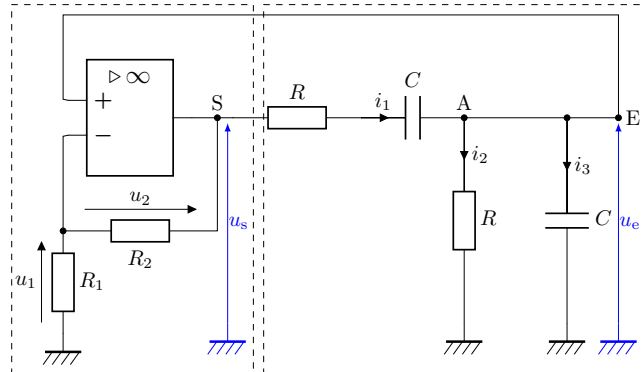 ▷ ∞
+
−
S
R
i₁
C
A
E
i₂
i₃
u₂
uₛ
R
C
uₑ
R₂
u₁
R₁